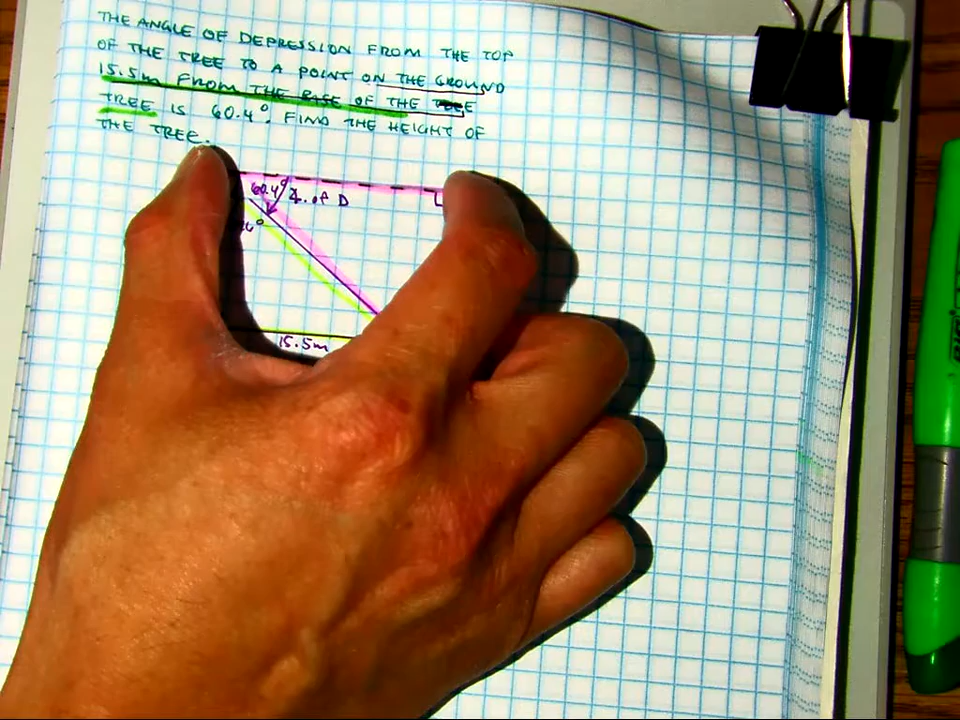 THE ANGLE OF DEPRESSION FROM THE TOP
OF THE TREE TO A POINT ON THE GROUND
15.5m FROM THE BASE OF THE
TREE IS 60.4°. FIND THE HEIGHT OF
THE TREE.
60.4° ∠. of D
6°
15.5m